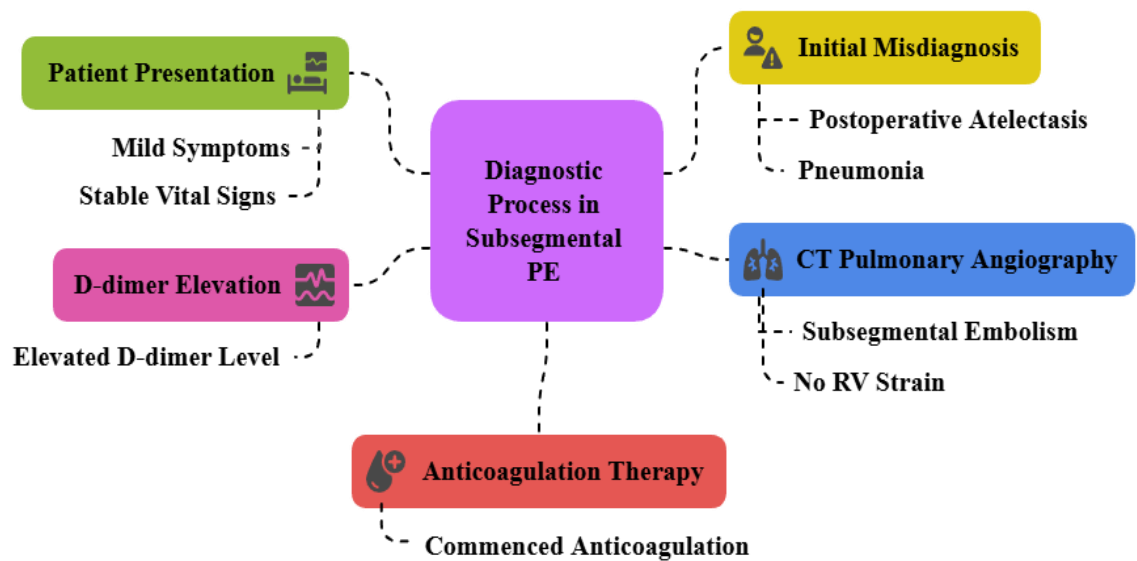 Patient Presentation
Mild Symptoms
Stable Vital Signs
D-dimer Elevation
Elevated D-dimer Level
Diagnostic
Process in
Subsegmental
PE
Initial Misdiagnosis
Postoperative Atelectasis
Pneumonia
CT Pulmonary Angiography
Subsegmental Embolism
No RV Strain
Anticoagulation Therapy
Commenced Anticoagulation